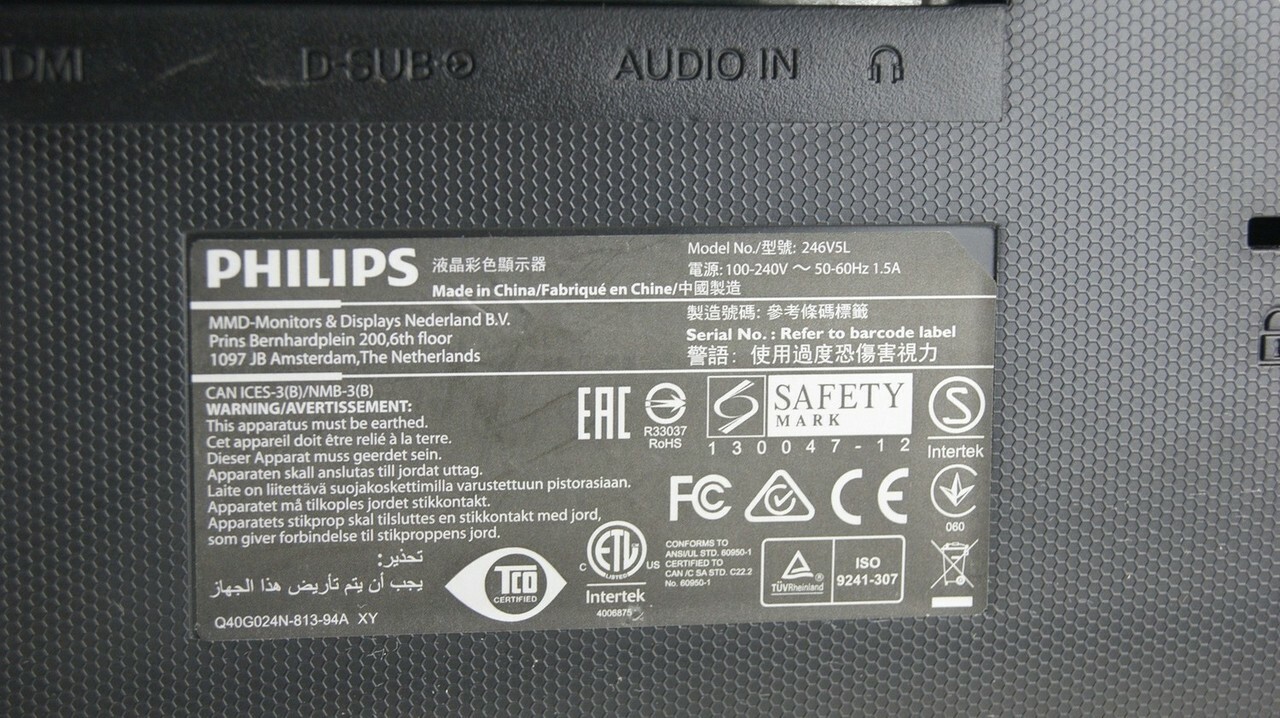 DMI
D-SUB
AUDIO IN
PHILIPS 液晶彩色顯示器
Made in China/Fabriqué en Chine/中國製造
Model No./型號: 246V5L
電源: 100-240V ～ 50-60Hz 1.5A
MMD-Monitors & Displays Nederland B.V.
Prins Bernhardplein 200,6th floor
1097 JB Amsterdam,The Netherlands
製造號碼: 參考條碼標籤
Serial No. : Refer to barcode label
警語: 使用過度恐傷害視力
CAN ICES-3(B)/NMB-3(B)
WARNING/AVERTISSEMENT:
This apparatus must be earthed.
Cet appareil doit être relié à la terre.
Dieser Apparat muss geerdet sein.
Apparaten skall anslutas till jordat uttag.
Laite on liitettävä suojakoskettimilla varustettuun pistorasiaan.
Apparatet må tilkoples jordet stikkontakt.
Apparatets stikprop skal tilsluttes en stikkontakt med jord,
som giver forbindelse til stikproppens jord.
تحذير:
يجب أن يتم تأريض هذا الجهاز
Q40G024N-813-94A XY
EAC
R33037
RoHS
SAFETY
MARK
130047-12
S
Intertek
FC
CE
060
TCO
CERTIFIED
ETL
LISTED
C US
Intertek
4006875
CONFORMS TO
ANSI/UL STD. 60950-1
CERTIFIED TO
CAN /C SA STD. C22.2
No. 60950-1
TÜVRheinland®
ISO
9241-307